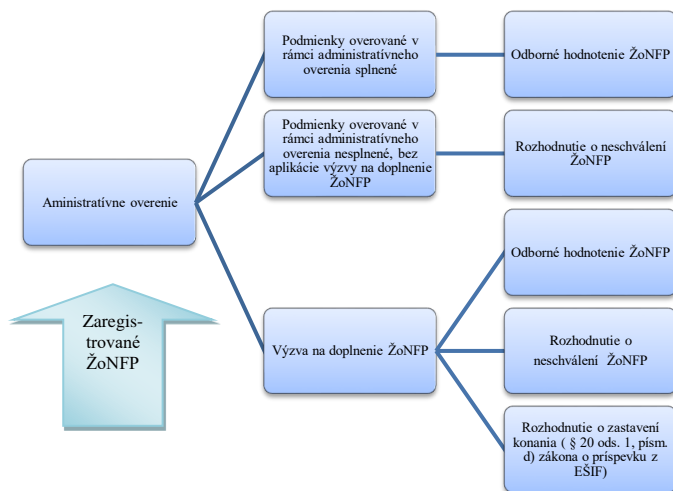 Podmienky overované v
rámci administratívneho
overenia splnené
Odborné hodnotenie ŽoNFP
Podmienky overované v
rámci administratívneho
overenia nesplnené, bez
aplikácie výzvy na doplnenie
ŽoNFP
Rozhodnutie o neschválení
ŽoNFP
Aministratívne overenie
Odborné hodnotenie ŽoNFP
Zaregis-
trované
ŽoNFP
Výzva na doplnenie ŽoNFP
Rozhodnutie o
neschválení ŽoNFP
Rozhodnutie o zastavení
konania ( § 20 ods. 1, písm.
d) zákona o príspevku z
EŠIF)